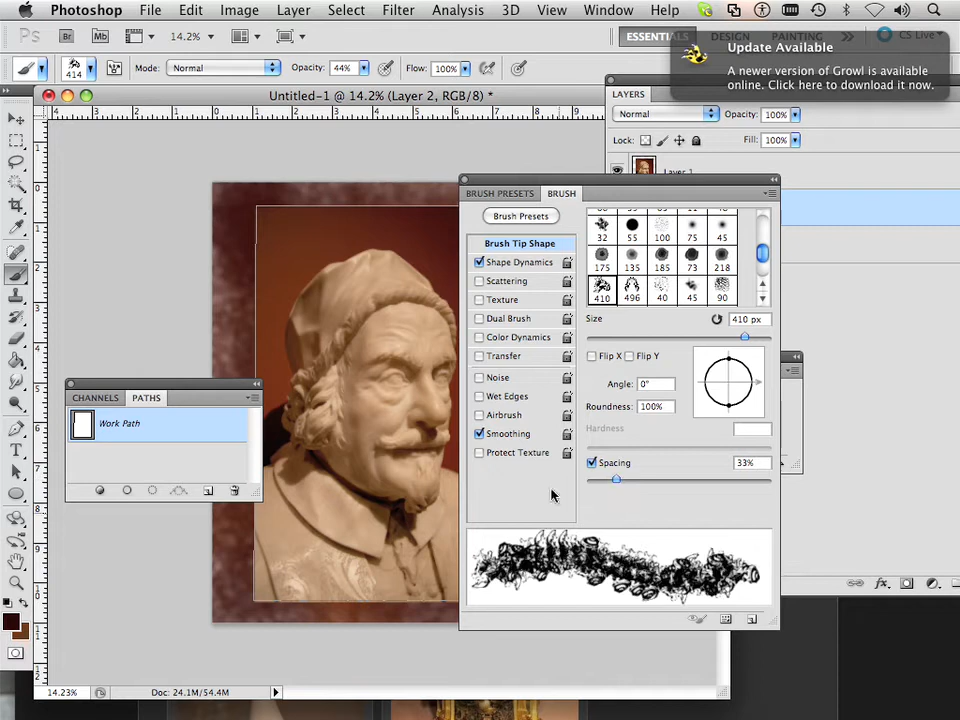 Photoshop File Edit Image Layer Select Filter Analysis 3D View Window Help
Ps Br Mb 14.2% ESSENTIALS DESIGN PAINTING CS Live
Update Available
A newer version of Growl is available
online. Click here to download it now.
414 Mode: Normal Opacity: 44% Flow: 100%
Untitled-1 @ 14.2% (Layer 2, RGB/8) *
LAYERS
Normal Opacity: 100%
Lock: Fill: 100%
Layer 1
BRUSH PRESETS BRUSH
Brush Presets
Brush Tip Shape
Shape Dynamics
Scattering
Texture
Dual Brush
Color Dynamics
Transfer
Noise
Wet Edges
Airbrush
Smoothing
Protect Texture
32 55 100 75 45
175 135 185 73 218
410 496 40 45 90
Size 410 px
Flip X Flip Y
Angle: 0°
Roundness: 100%
Hardness
Spacing 33%
CHANNELS PATHS
Work Path
14.23% Doc: 24.1M/54.4M